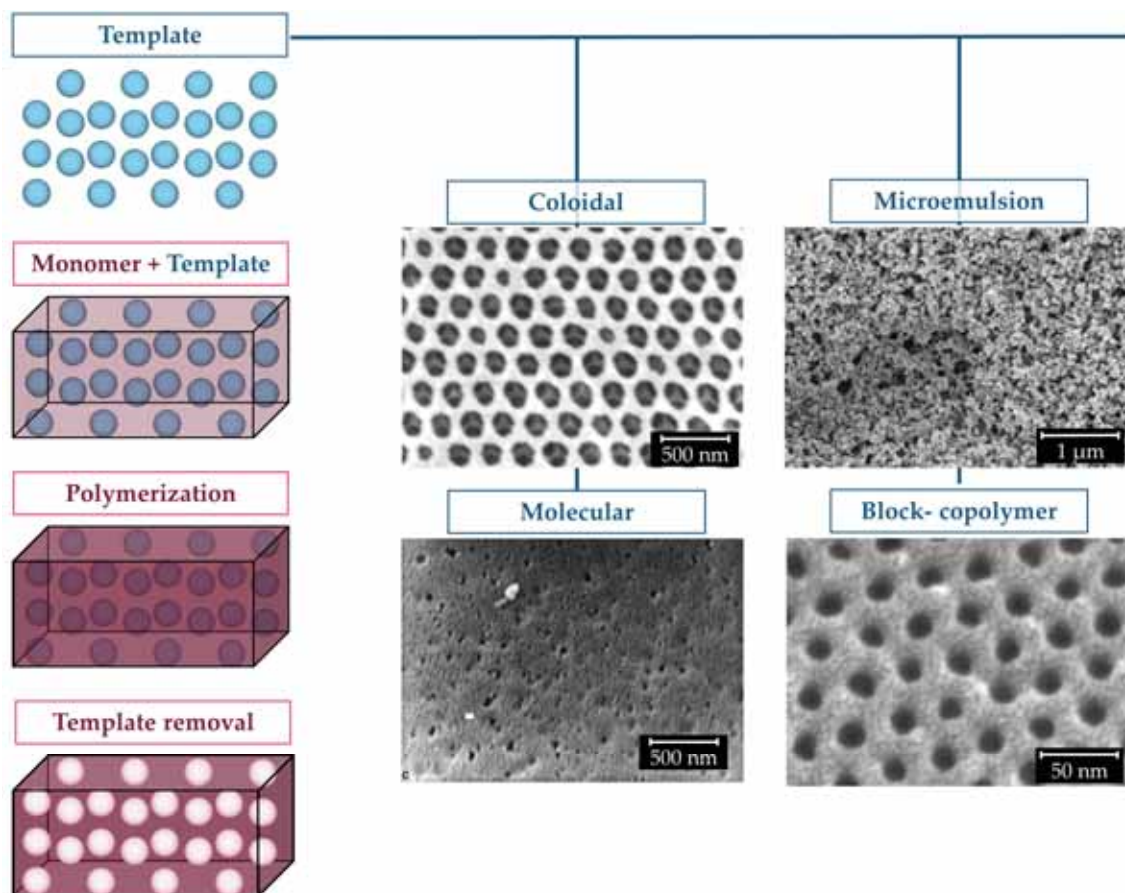 Template
Monomer + Template
Polymerization
Template removal
Coloidal
500 nm
Microemulsion
1 µm
Molecular
500 nm
c
Block- copolymer
50 nm